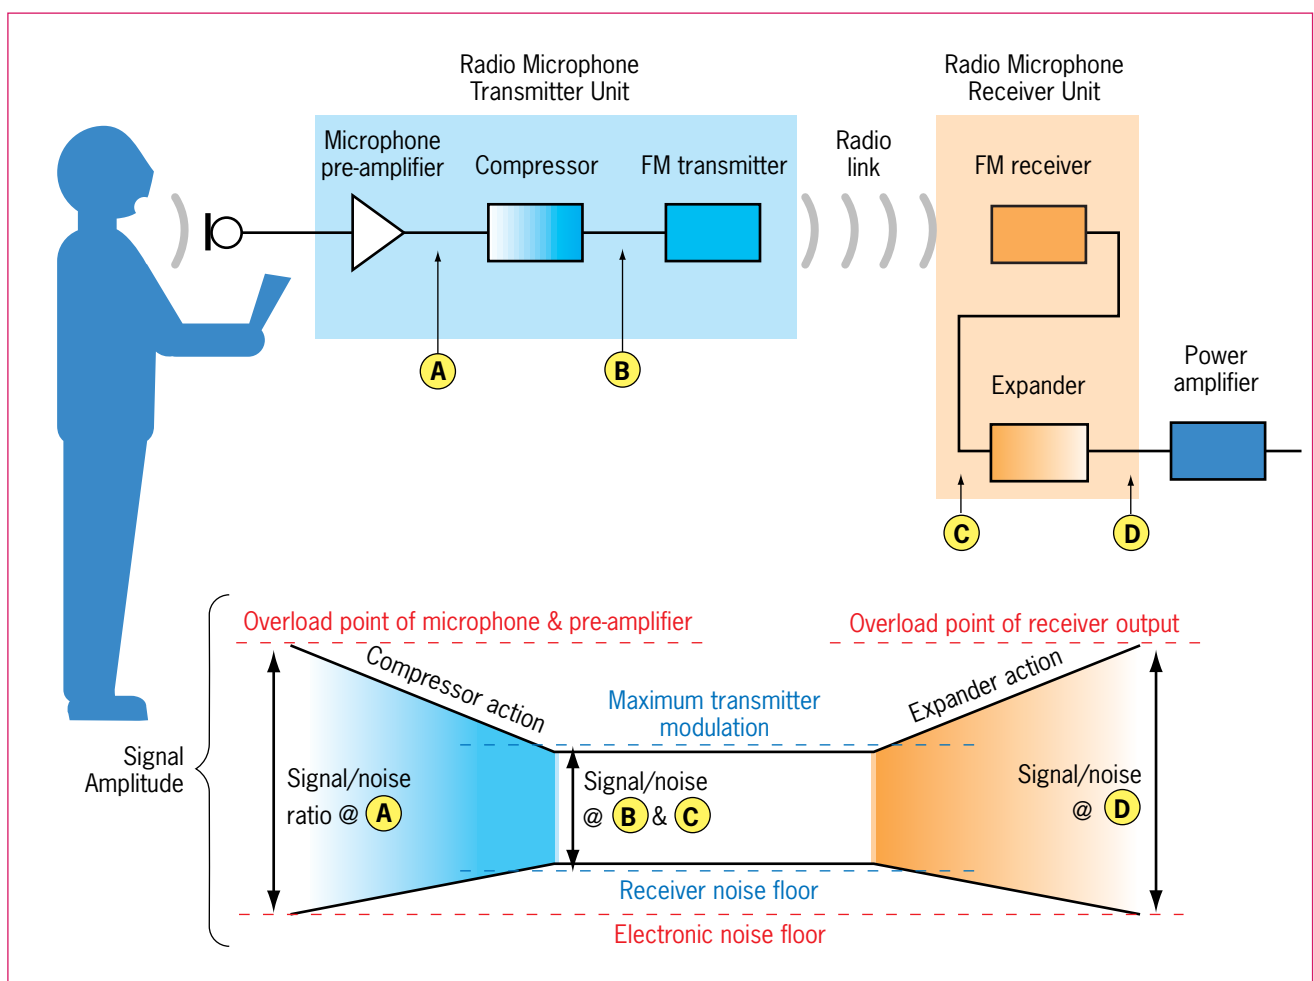 Radio Microphone
Transmitter Unit
Radio Microphone
Receiver Unit
Microphone
pre-amplifier
Compressor
FM transmitter
Radio
link
FM receiver
A
B
Expander
Power
amplifier
C
D
Overload point of microphone & pre-amplifier
Overload point of receiver output
Compressor action
Expander action
Maximum transmitter
modulation
Signal
Amplitude
Signal/noise
ratio @ A
Signal/noise
@ B & C
Signal/noise
@ D
Receiver noise floor
Electronic noise floor